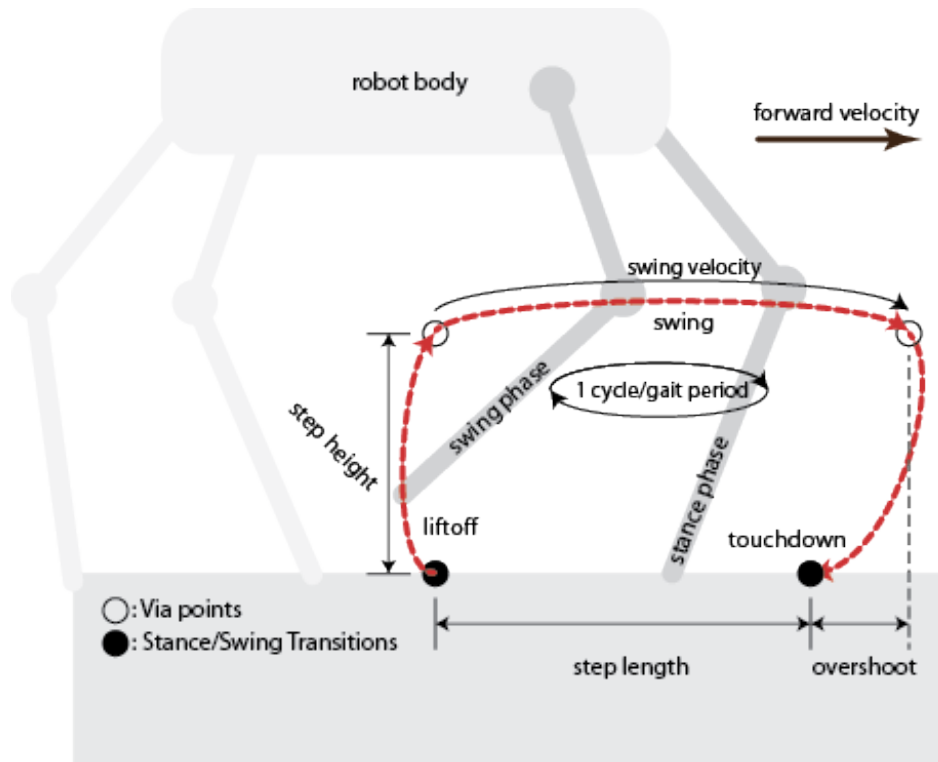 robot body
forward velocity
swing velocity
swing
swing phase
1 cycle/gait period
step height
stance phase
liftoff
touchdown
○: Via points
●: Stance/Swing Transitions
step length
overshoot